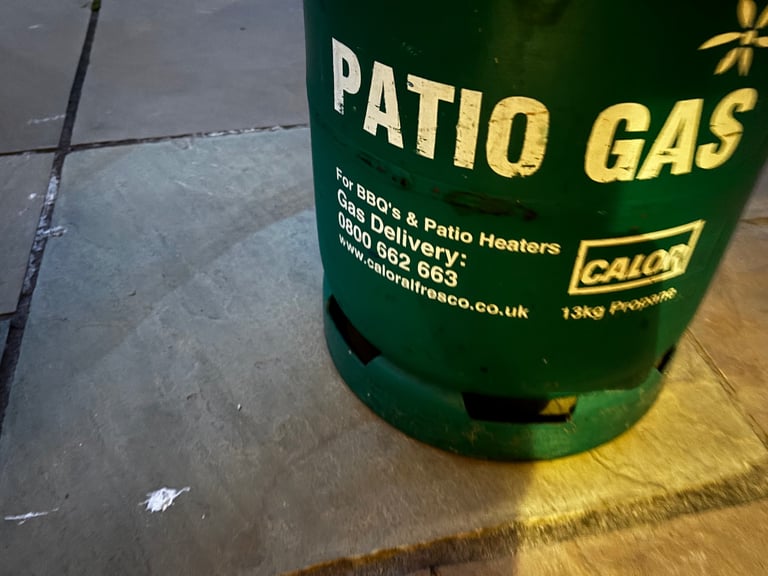 PATIO GAS
For BBQ's & Patio Heaters
Gas Delivery:
0800 662 663
www.caloralfresco.co.uk
CALOR
13kg Propane